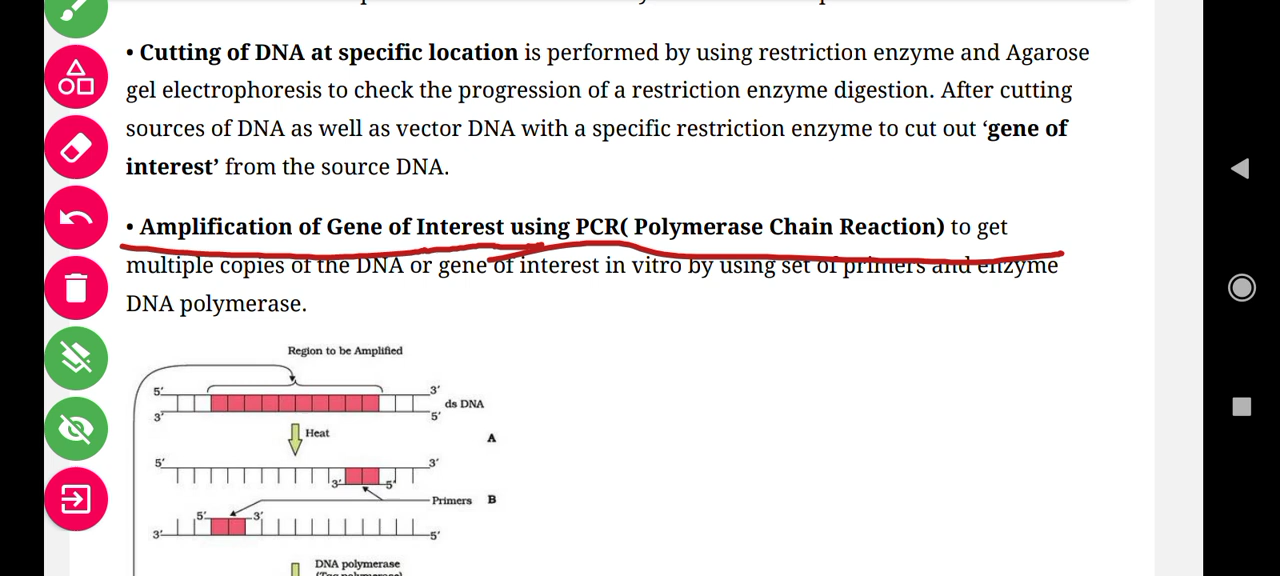 • Cutting of DNA at specific location is performed by using restriction enzyme and Agarose
gel electrophoresis to check the progression of a restriction enzyme digestion. After cutting
sources of DNA as well as vector DNA with a specific restriction enzyme to cut out ‘gene of
interest’ from the source DNA.
• Amplification of Gene of Interest using PCR( Polymerase Chain Reaction) to get
multiple copies of the DNA or gene of interest in vitro by using set of primers and enzyme
DNA polymerase.
Region to be Amplified
5′ 3′
ds DNA
3′ 5′
Heat
A
5′ 3′
3′ 5′
Primers B
5′ 3′
3′ 5′
DNA polymerase
(Taq polymerase)